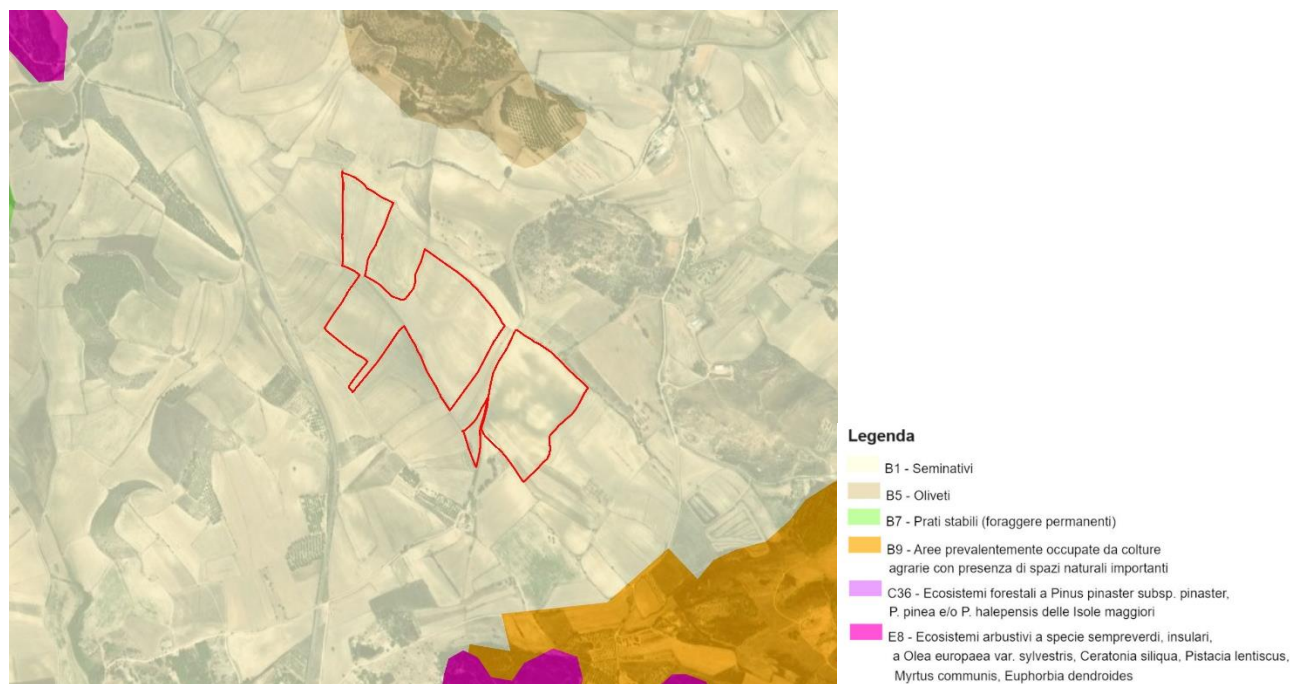 Legenda
B1 - Seminativi
B5 - Oliveti
B7 - Prati stabili (foraggere permanenti)
B9 - Aree prevalentemente occupate da colture
agrarie con presenza di spazi naturali importanti
C36 - Ecosistemi forestali a Pinus pinaster subsp. pinaster,
P. pinea e/o P. halepensis delle Isole maggiori
E8 - Ecosistemi arbustivi a specie sempreverdi, insulari,
a Olea europaea var. sylvestris, Ceratonia siliqua, Pistacia lentiscus,
Myrtus communis, Euphorbia dendroides